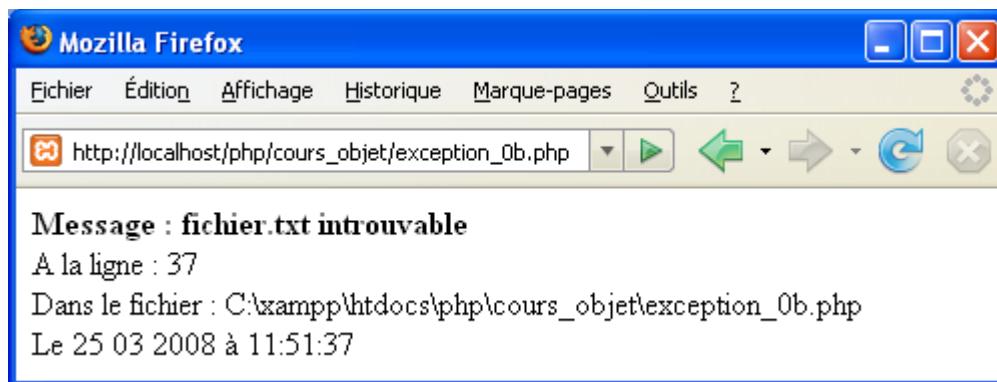 Mozilla Firefox
Fichier Édition Affichage Historique Marque-pages Outils ?
http://localhost/php/cours_objet/exception_0b.php
Message : fichier.txt introuvable
A la ligne : 37
Dans le fichier : C:\xampp\htdocs\php\cours_objet\exception_0b.php
Le 25 03 2008 à 11:51:37